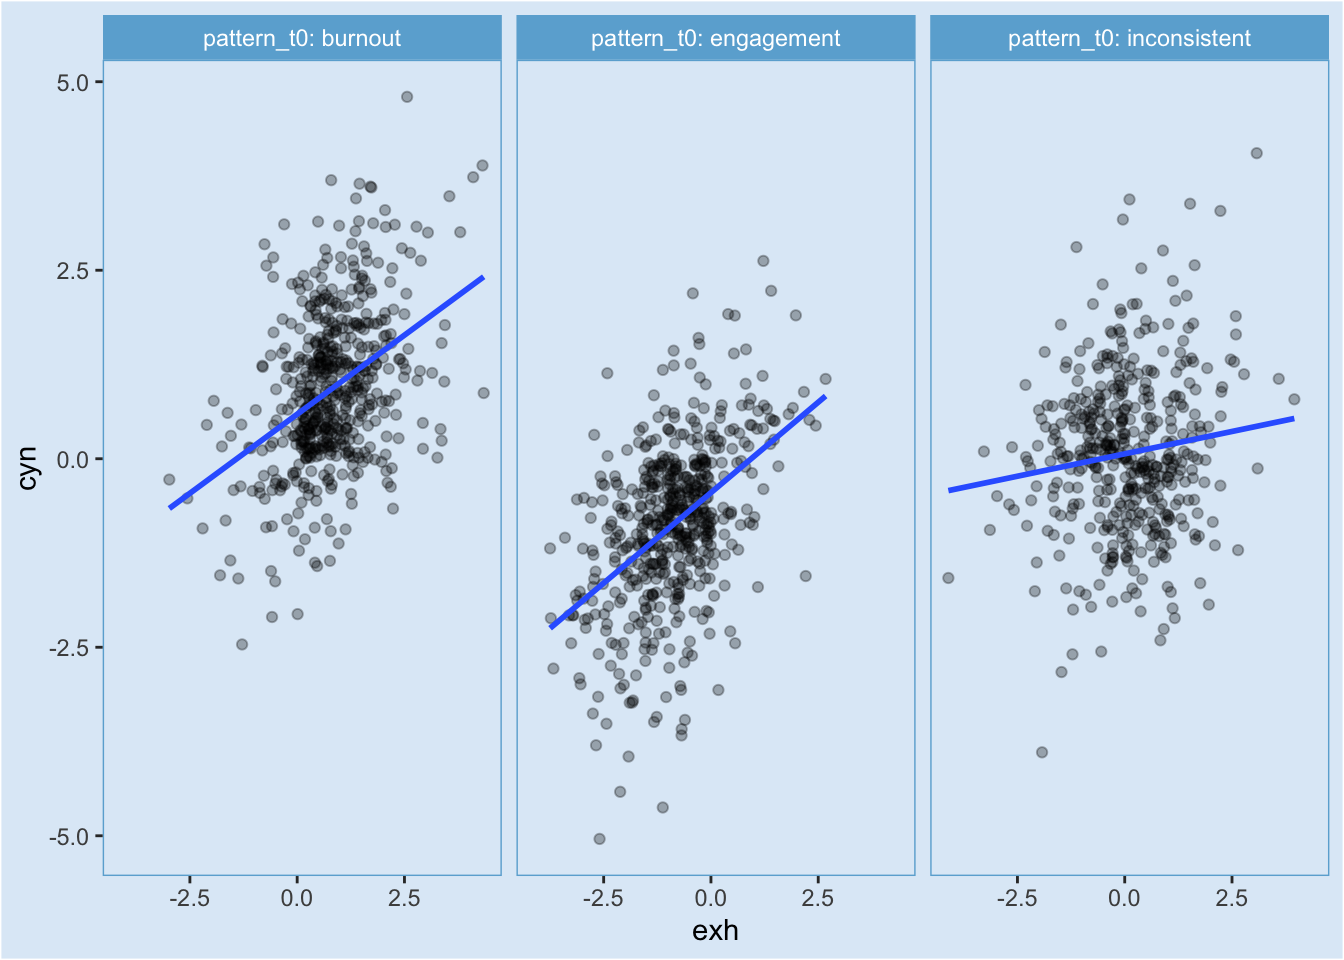 pattern_t0: burnout
pattern_t0: engagement
pattern_t0: inconsistent
5.0
2.5
0.0
-2.5
-5.0
cyn
-2.5 0.0 2.5
-2.5 0.0 2.5
-2.5 0.0 2.5
exh